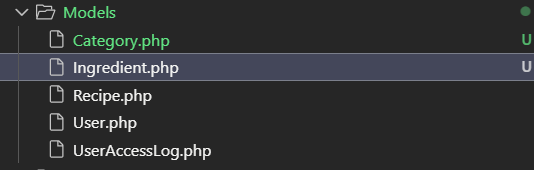 Models
Category.php U
Ingredient.php U
Recipe.php
User.php
UserAccessLog.php